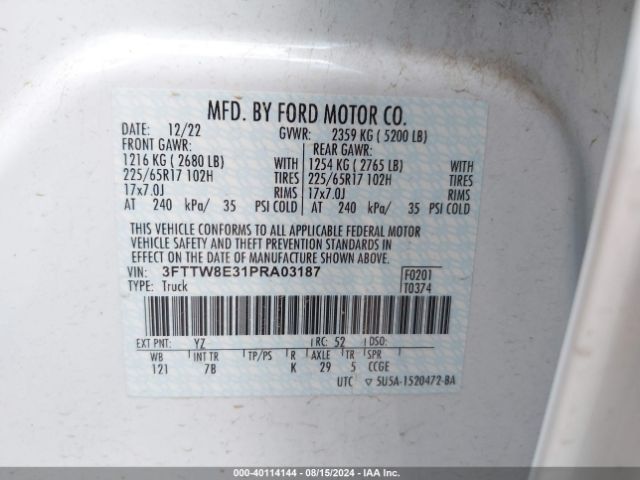 MFD. BY FORD MOTOR CO.
DATE: 12/22 GVWR: 2359 KG ( 5200 LB)
FRONT GAWR: REAR GAWR:
1216 KG ( 2680 LB) WITH 1254 KG ( 2765 LB) WITH
225/65R17 102H TIRES 225/65R17 102H TIRES
17x7.0J RIMS 17x7.0J RIMS
AT 240 kPa/ 35 PSI COLD AT 240 kPa/ 35 PSI COLD
THIS VEHICLE CONFORMS TO ALL APPLICABLE FEDERAL MOTOR
VEHICLE SAFETY AND THEFT PREVENTION STANDARDS IN
EFFECT ON THE DATE OF MANUFACTURE SHOWN ABOVE.
VIN: 3FTTW8E31PRA03187 F0201
TYPE: Truck T0374
EXT PNT: YZ RC: 52 DSO:
WB INT TR TP/PS R AXLE TR SPR
121 7B K 29 5 CCGE
UTC ▽ 5U5A-1520472-BA
000-40114144 - 08/15/2024 - IAA Inc.